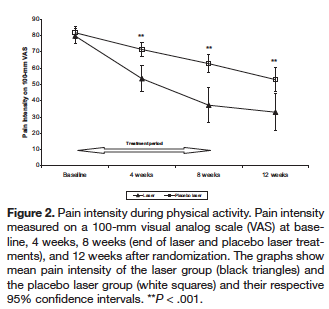 90
80
70
60
50
40
30
20
10
0
Pain Intensity on 100-mm VAS
**
**
**
Treatment period
Baseline
4 weeks
8 weeks
12 weeks
Laser
Placebo laser
Figure 2. Pain intensity during physical activity. Pain intensity
measured on a 100-mm visual analog scale (VAS) at base-
line, 4 weeks, 8 weeks (end of laser and placebo laser treat-
ments), and 12 weeks after randomization. The graphs show
mean pain intensity of the laser group (black triangles) and
the placebo laser group (white squares) and their respective
95% confidence intervals. **P < .001.